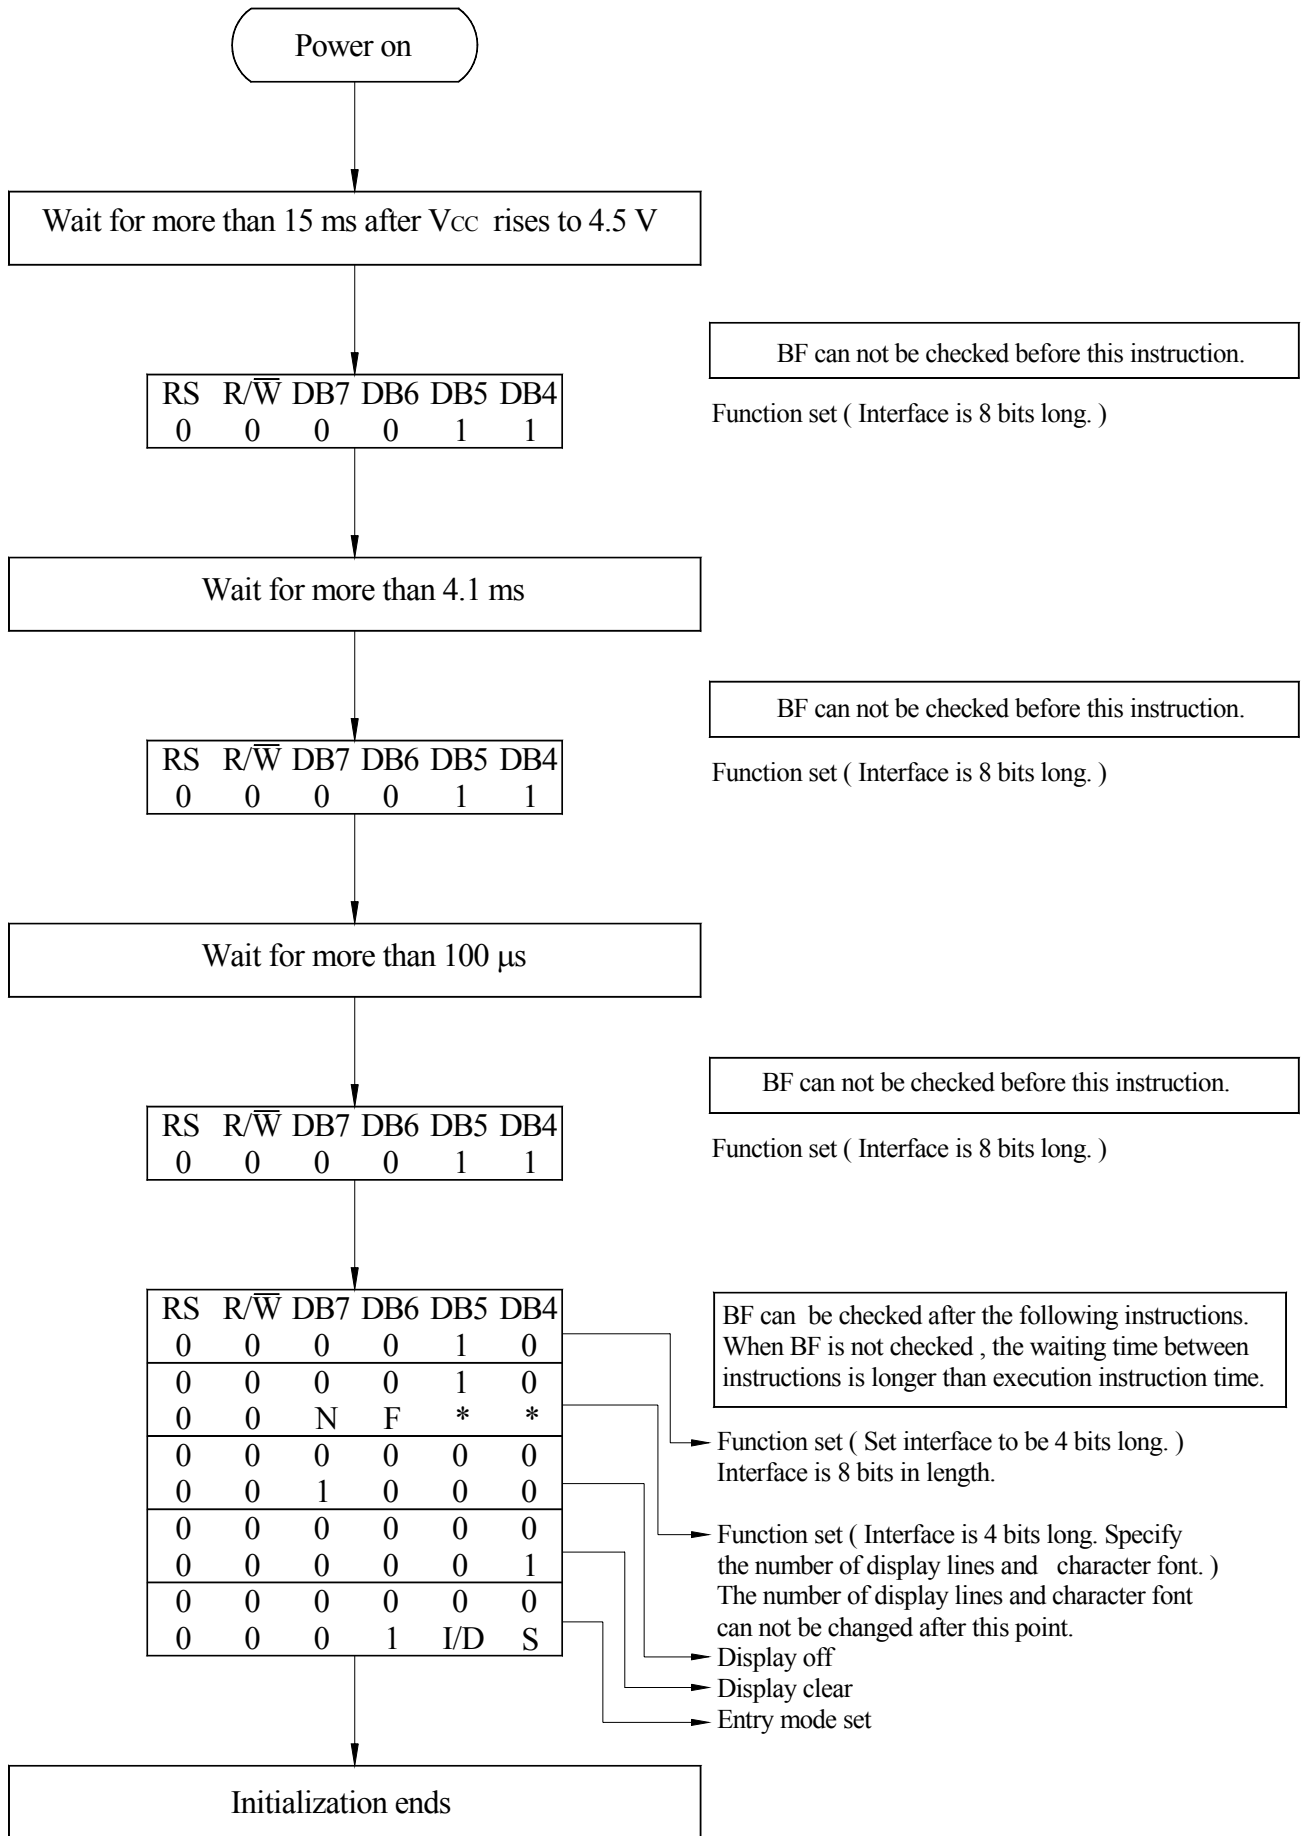 Power on
Wait for more than 15 ms after VCC rises to 4.5 V
BF can not be checked before this instruction.
RS R/W̅ DB7 DB6 DB5 DB4
0 0 0 0 1 1
Function set ( Interface is 8 bits long. )
Wait for more than 4.1 ms
BF can not be checked before this instruction.
RS R/W̅ DB7 DB6 DB5 DB4
0 0 0 0 1 1
Function set ( Interface is 8 bits long. )
Wait for more than 100 μs
BF can not be checked before this instruction.
RS R/W̅ DB7 DB6 DB5 DB4
0 0 0 0 1 1
Function set ( Interface is 8 bits long. )
RS R/W̅ DB7 DB6 DB5 DB4
0 0 0 0 1 0
0 0 0 0 1 0
0 0 N F * *
0 0 0 0 0 0
0 0 1 0 0 0
0 0 0 0 0 0
0 0 0 0 0 1
0 0 0 0 0 0
0 0 0 1 I/D S
BF can be checked after the following instructions.
When BF is not checked , the waiting time between
instructions is longer than execution instruction time.
Function set ( Set interface to be 4 bits long. )
Interface is 8 bits in length.
Function set ( Interface is 4 bits long. Specify
the number of display lines and character font. )
The number of display lines and character font
can not be changed after this point.
Display off
Display clear
Entry mode set
Initialization ends